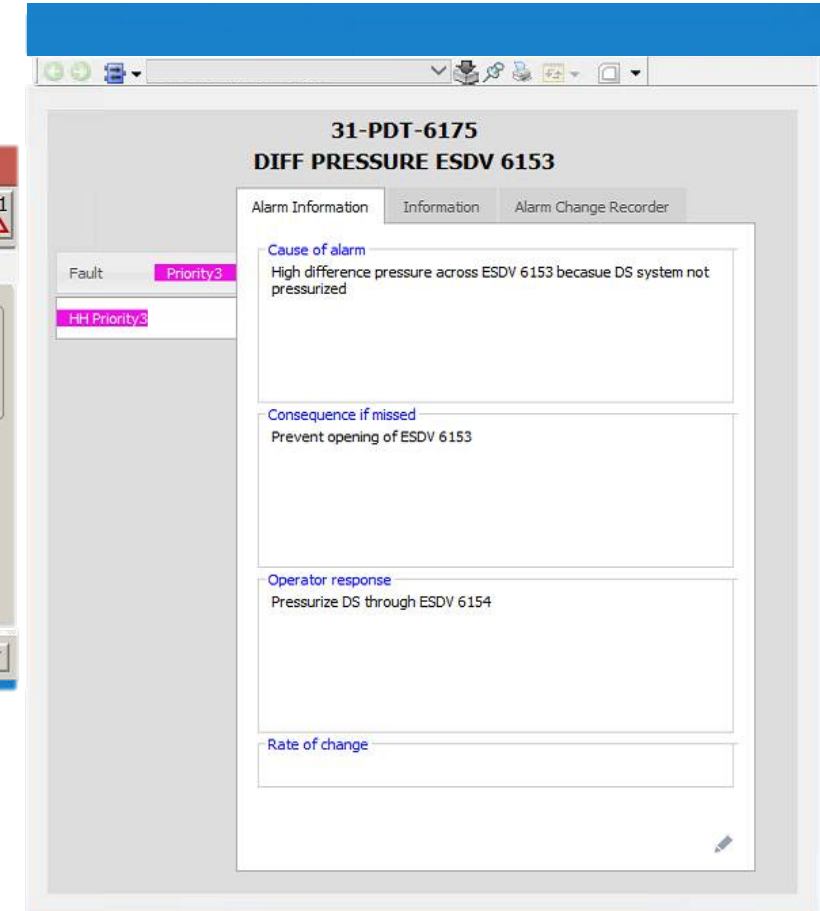 1
31-PDT-6175
DIFF PRESSURE ESDV 6153
Alarm Information
Information
Alarm Change Recorder
Fault
Priority3
HH Priority3
Cause of alarm
High difference pressure across ESDV 6153 becasue DS system not
pressurized
Consequence if missed
Prevent opening of ESDV 6153
Operator response
Pressurize DS through ESDV 6154
Rate of change